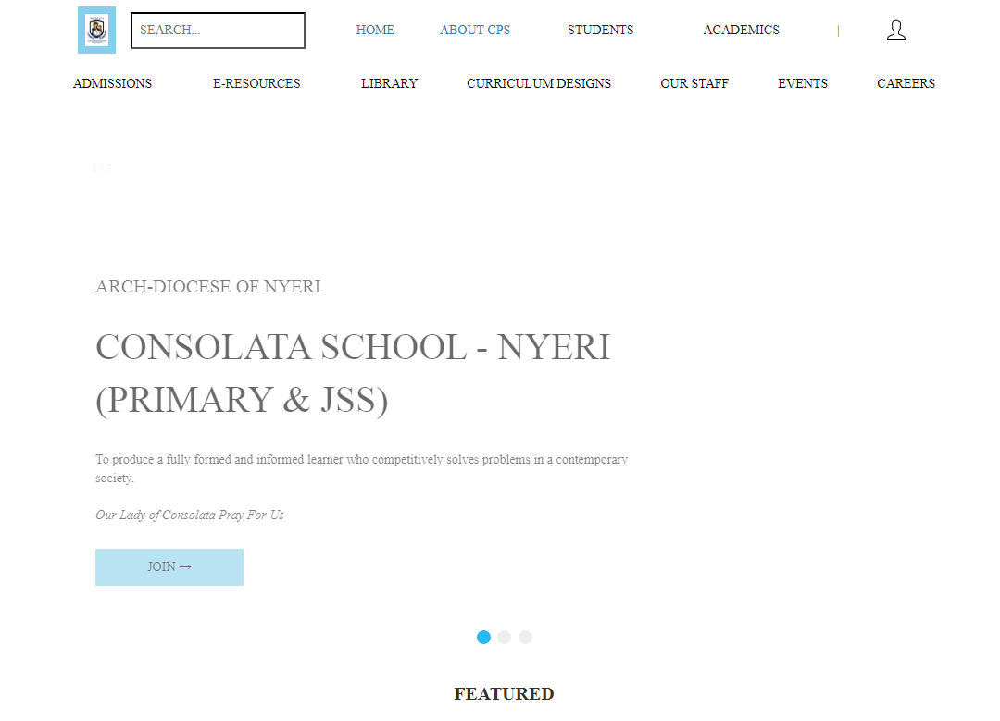 SEARCH...
HOME
ABOUT CPS
STUDENTS
ACADEMICS
|
ADMISSIONS
E-RESOURCES
LIBRARY
CURRICULUM DESIGNS
OUR STAFF
EVENTS
CAREERS
1 / 3
ARCH-DIOCESE OF NYERI
CONSOLATA SCHOOL - NYERI
(PRIMARY & JSS)
To produce a fully formed and informed learner who competitively solves problems in a contemporary
society.
Our Lady of Consolata Pray For Us
JOIN →
FEATURED